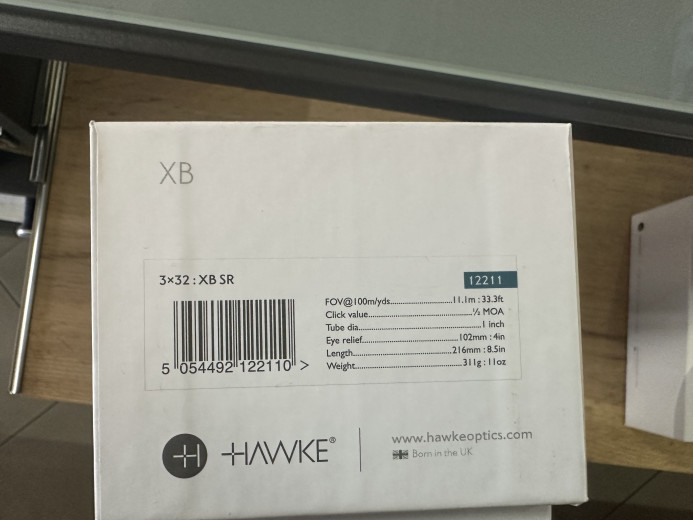 XB
3×32 : XB SR
12211
FOV@100m/yds..........11.1m : 33.3ft
Click value..........½ MOA
Tube dia..........1 inch
Eye relief..........102mm : 4in
Length..........216mm : 8.5in
Weight..........311g : 11oz
5 054492 122110 >
HAWKE®
www.hawkeoptics.com
Born in the UK